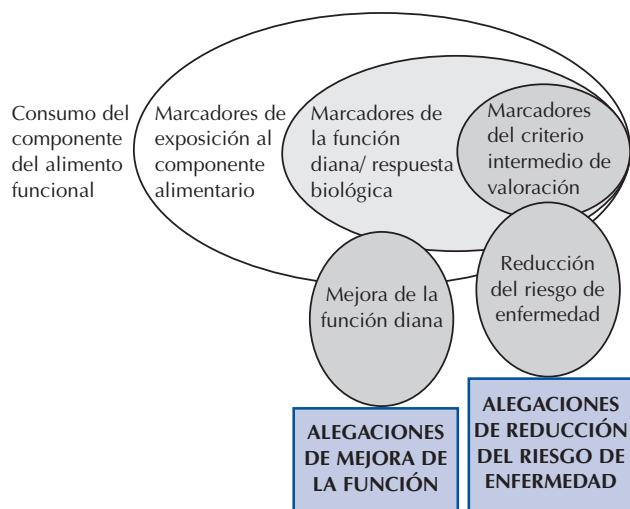 Consumo del
componente
del alimento
funcional
Marcadores de
exposición al
componente
alimentario
Marcadores de
la función
diana/ respuesta
biológica
Marcadores
del criterio
intermedio de
valoración
Mejora de la
función diana
Reducción
del riesgo de
enfermedad
ALEGACIONES
DE MEJORA DE
LA FUNCIÓN
ALEGACIONES
DE REDUCCIÓN
DEL RIESGO DE
ENFERMEDAD